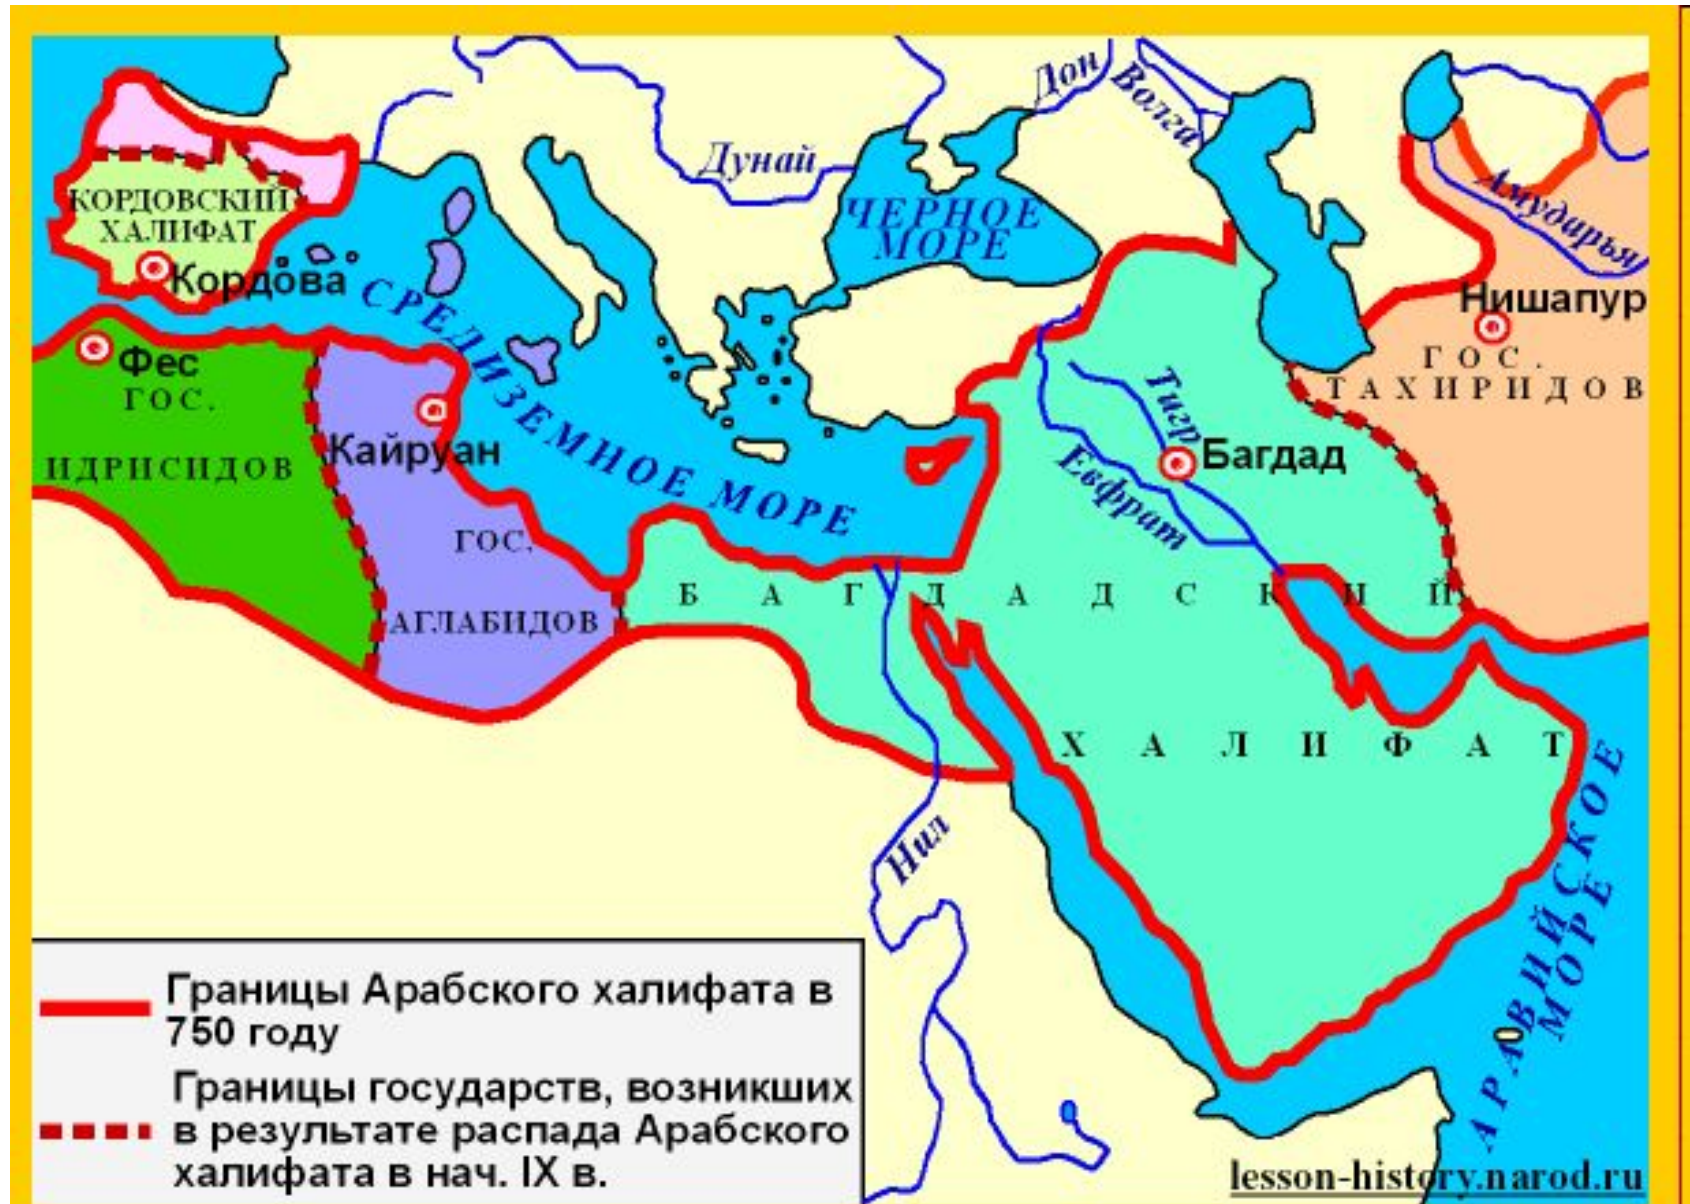 Дон
Волга
Дунай
ЧЕРНОЕ
МОРЕ
Амударья
КОРДОВСКИЙ
ХАЛИФАТ
Кордова
СРЕДИЗЕМНОЕ МОРЕ
Нишапур
ГОС.
ТАХИРИДОВ
Фес
ГОС.
ИДРИСИДОВ
Кайруан
ГОС.
АГЛАБИДОВ
Тигр
Багдад
Евфрат
БАГДАДСКИЙ
ХАЛИФАТ
Нил
АРАВИЙСКОЕ
МОРЕ
Границы Арабского халифата в
750 году
Границы государств, возникших
в результате распада Арабского
халифата в нач. IX в.
lesson-history.narod.ru